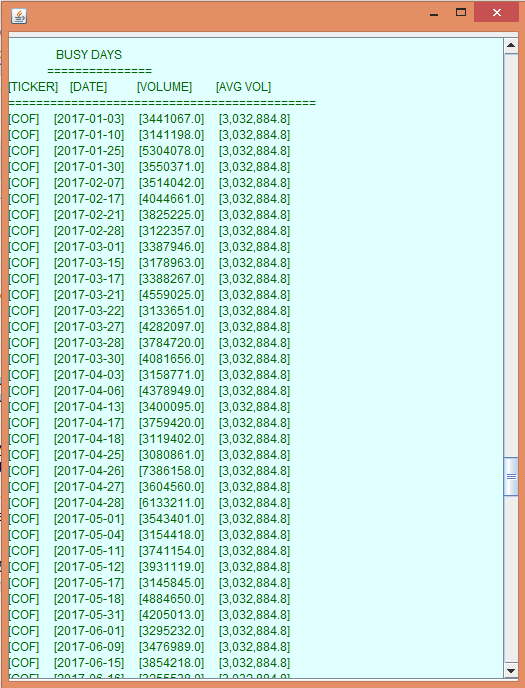 BUSY DAYS
===============
[TICKER] [DATE] [VOLUME] [AVG VOL]
============================================
[COF] [2017-01-03] [3441067.0] [3,032,884.8]
[COF] [2017-01-10] [3141198.0] [3,032,884.8]
[COF] [2017-01-25] [5304078.0] [3,032,884.8]
[COF] [2017-01-30] [3550371.0] [3,032,884.8]
[COF] [2017-02-07] [3514042.0] [3,032,884.8]
[COF] [2017-02-17] [4044661.0] [3,032,884.8]
[COF] [2017-02-21] [3825225.0] [3,032,884.8]
[COF] [2017-02-28] [3122357.0] [3,032,884.8]
[COF] [2017-03-01] [3387946.0] [3,032,884.8]
[COF] [2017-03-15] [3178963.0] [3,032,884.8]
[COF] [2017-03-17] [3388267.0] [3,032,884.8]
[COF] [2017-03-21] [4559025.0] [3,032,884.8]
[COF] [2017-03-22] [3133651.0] [3,032,884.8]
[COF] [2017-03-27] [4282097.0] [3,032,884.8]
[COF] [2017-03-28] [3784720.0] [3,032,884.8]
[COF] [2017-03-30] [4081656.0] [3,032,884.8]
[COF] [2017-04-03] [3158771.0] [3,032,884.8]
[COF] [2017-04-06] [4378949.0] [3,032,884.8]
[COF] [2017-04-13] [3400095.0] [3,032,884.8]
[COF] [2017-04-17] [3759420.0] [3,032,884.8]
[COF] [2017-04-18] [3119402.0] [3,032,884.8]
[COF] [2017-04-25] [3080861.0] [3,032,884.8]
[COF] [2017-04-26] [7386158.0] [3,032,884.8]
[COF] [2017-04-27] [3604560.0] [3,032,884.8]
[COF] [2017-04-28] [6133211.0] [3,032,884.8]
[COF] [2017-05-01] [3543401.0] [3,032,884.8]
[COF] [2017-05-04] [3154418.0] [3,032,884.8]
[COF] [2017-05-11] [3741154.0] [3,032,884.8]
[COF] [2017-05-12] [3931119.0] [3,032,884.8]
[COF] [2017-05-17] [3145845.0] [3,032,884.8]
[COF] [2017-05-18] [4884650.0] [3,032,884.8]
[COF] [2017-05-31] [4205013.0] [3,032,884.8]
[COF] [2017-06-01] [3295232.0] [3,032,884.8]
[COF] [2017-06-09] [3476989.0] [3,032,884.8]
[COF] [2017-06-15] [3854218.0] [3,032,884.8]
[COF] [2017-06-16] [3,032,884.8]